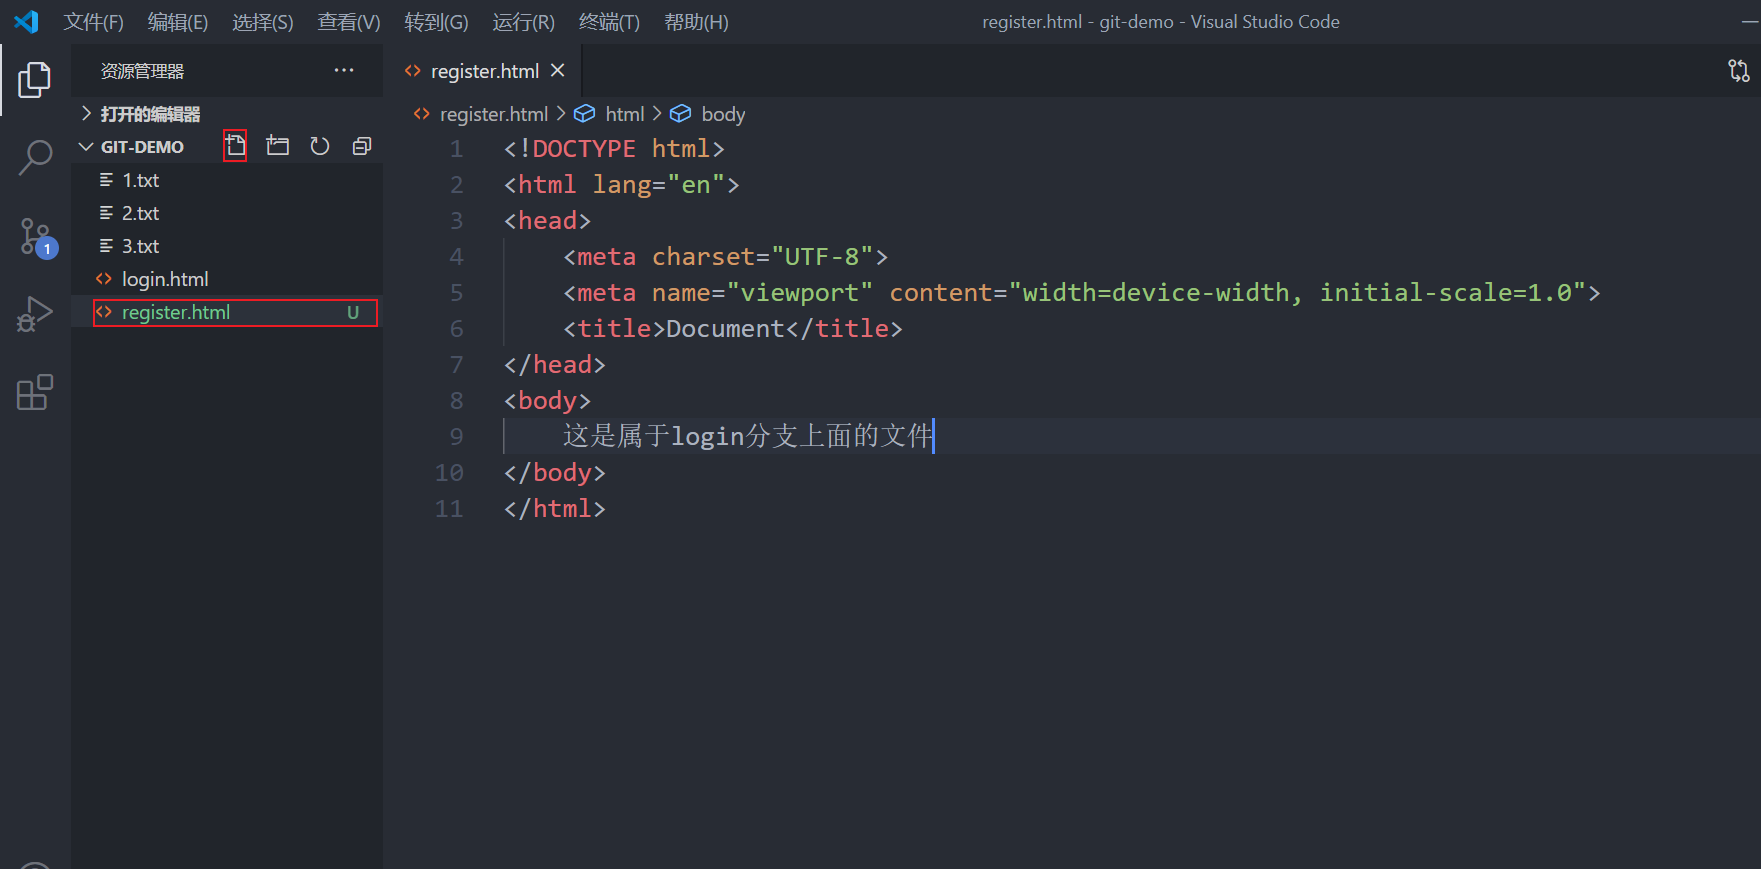 文件(F) 编辑(E) 选择(S) 查看(V) 转到(G) 运行(R) 终端(T) 帮助(H) register.html - git-demo - Visual Studio Code
资源管理器 ···
register.html
打开的编辑器
register.html > html > body
GIT-DEMO
1.txt
2.txt
3.txt
login.html
register.html U
1
1 <!DOCTYPE html>
2 <html lang="en">
3 <head>
4 <meta charset="UTF-8">
5 <meta name="viewport" content="width=device-width, initial-scale=1.0">
6 <title>Document</title>
7 </head>
8 <body>
9 这是属于login分支上面的文件
10 </body>
11 </html>